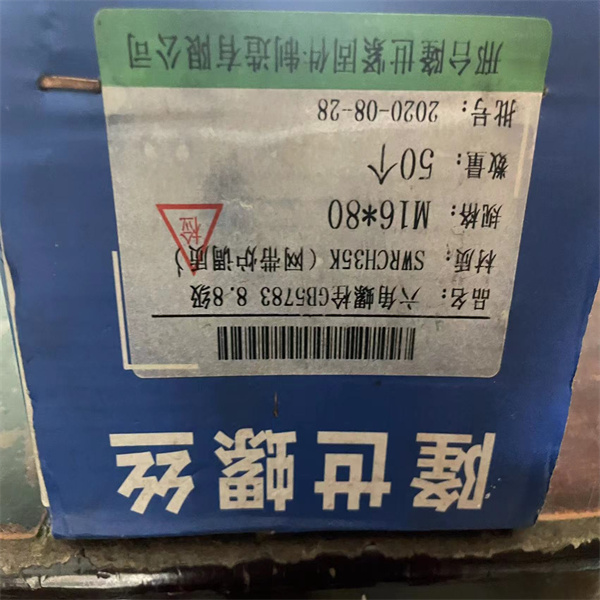 隆世螺丝
品名：六角螺栓GB5783 8.8级
材质：SWRCH35K（网带炉调质）
规格：M16*80
数量：50个
批号：2020-08-28
检
邢台隆世紧固件制造有限公司